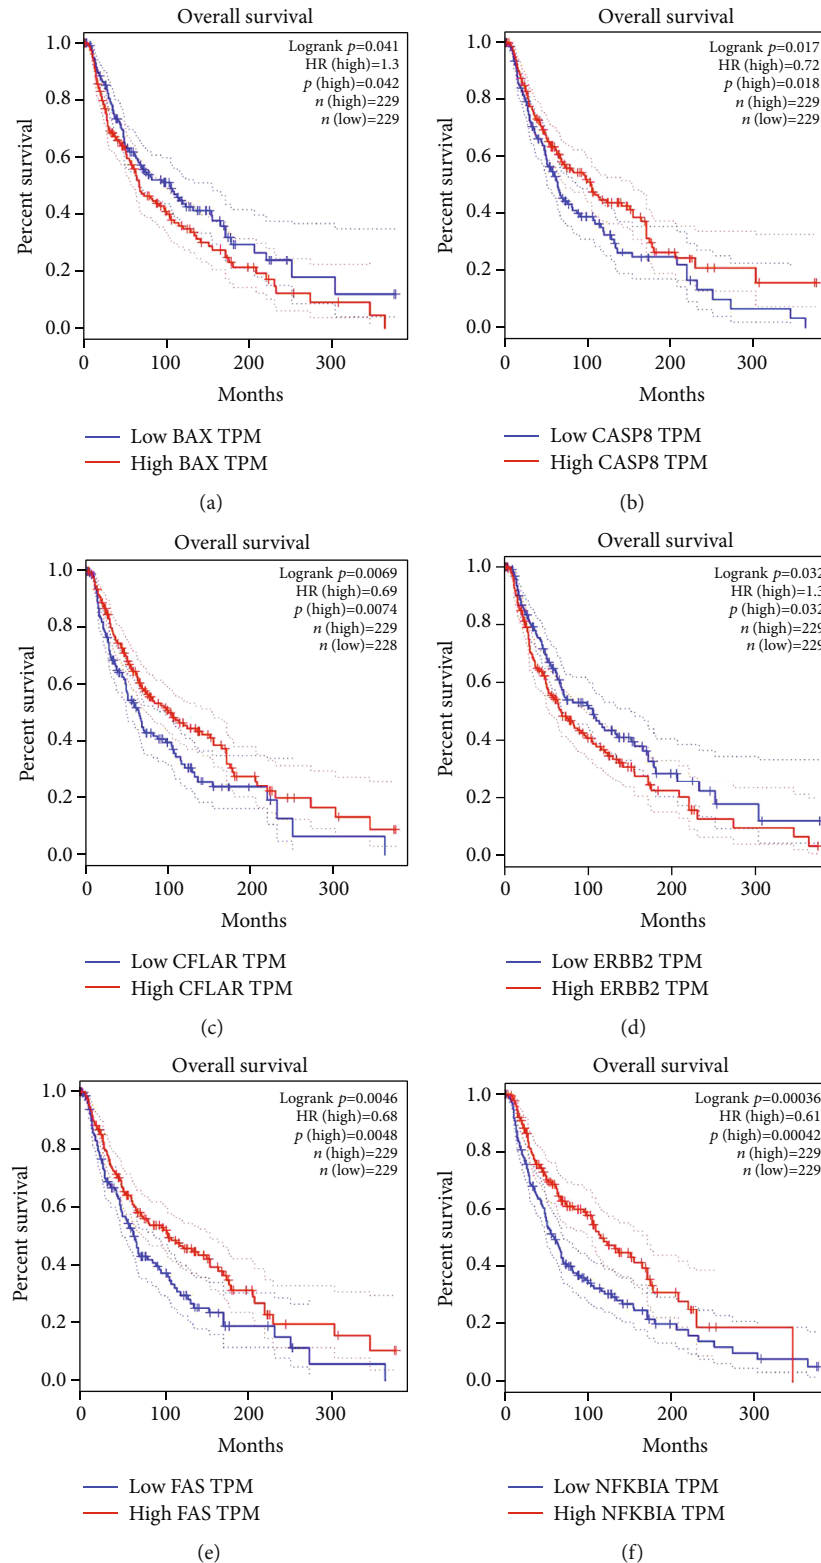 Overall survival
Logrank p=0.041
HR (high)=1.3
p (high)=0.042
n (high)=229
n (low)=229
Percent survival
1.0
0.8
0.6
0.4
0.2
0.0
0 100 200 300
Months
Low BAX TPM
High BAX TPM
(a)
Overall survival
Logrank p=0.017
HR (high)=0.72
p (high)=0.018
n (high)=229
n (low)=229
Percent survival
1.0
0.8
0.6
0.4
0.2
0.0
0 100 200 300
Months
Low CASP8 TPM
High CASP8 TPM
(b)
Overall survival
Logrank p=0.0069
HR (high)=0.69
p (high)=0.0074
n (high)=229
n (low)=228
Percent survival
1.0
0.8
0.6
0.4
0.2
0.0
0 100 200 300
Months
Low CFLAR TPM
High CFLAR TPM
(c)
Overall survival
Logrank p=0.032
HR (high)=1.3
p (high)=0.032
n (high)=229
n (low)=229
Percent survival
1.0
0.8
0.6
0.4
0.2
0.0
0 100 200 300
Months
Low ERBB2 TPM
High ERBB2 TPM
(d)
Overall survival
Logrank p=0.0046
HR (high)=0.68
p (high)=0.0048
n (high)=229
n (low)=229
Percent survival
1.0
0.8
0.6
0.4
0.2
0.0
0 100 200 300
Months
Low FAS TPM
High FAS TPM
(e)
Overall survival
Logrank p=0.00036
HR (high)=0.61
p (high)=0.00042
n (high)=229
n (low)=229
Percent survival
1.0
0.8
0.6
0.4
0.2
0.0
0 100 200 300
Months
Low NFKBIA TPM
High NFKBIA TPM
(f)